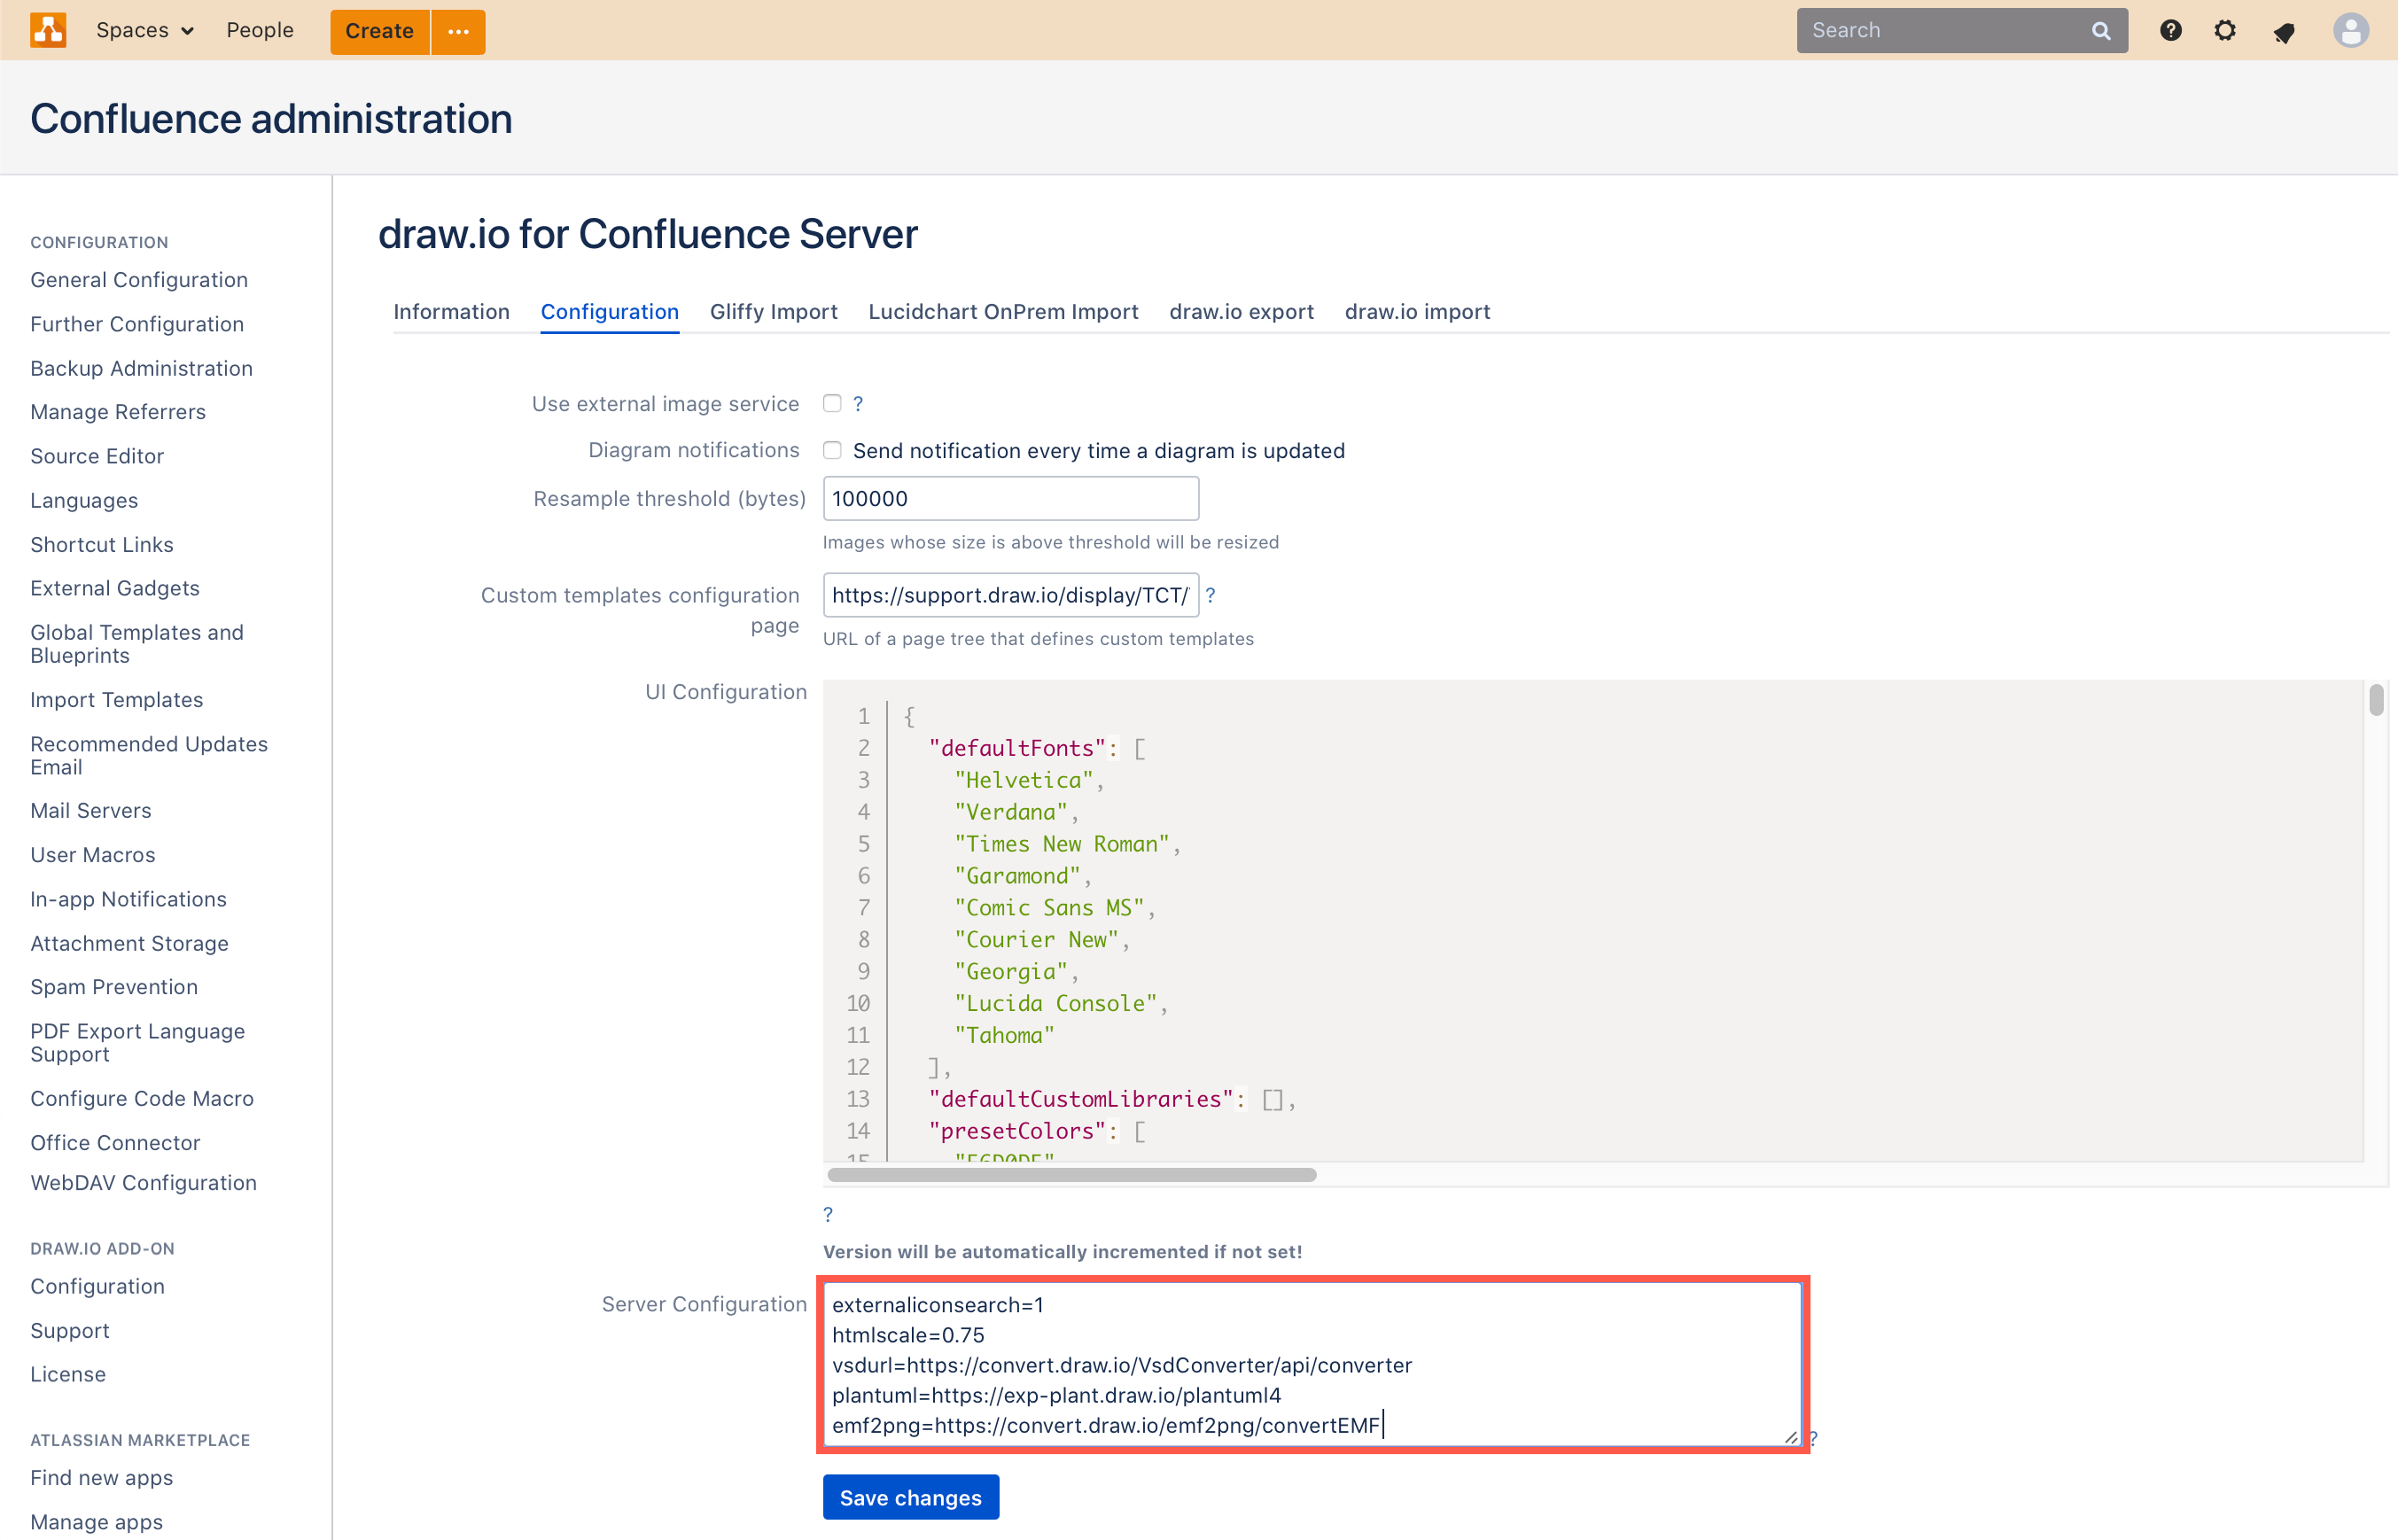 Spaces People Create ... Search
Confluence administration
CONFIGURATION
General Configuration
Further Configuration
Backup Administration
Manage Referrers
Source Editor
Languages
Shortcut Links
External Gadgets
Global Templates and
Blueprints
Import Templates
Recommended Updates
Email
Mail Servers
User Macros
In-app Notifications
Attachment Storage
Spam Prevention
PDF Export Language
Support
Configure Code Macro
Office Connector
WebDAV Configuration
DRAW.IO ADD-ON
Configuration
Support
License
ATLASSIAN MARKETPLACE
Find new apps
Manage apps
draw.io for Confluence Server
Information Configuration Gliffy Import Lucidchart OnPrem Import draw.io export draw.io import
Use external image service ?
Diagram notifications Send notification every time a diagram is updated
Resample threshold (bytes) 100000
Images whose size is above threshold will be resized
Custom templates configuration
page
https://support.draw.io/display/TCT/ ?
URL of a page tree that defines custom templates
UI Configuration
1 {
2 "defaultFonts": [
3 "Helvetica",
4 "Verdana",
5 "Times New Roman",
6 "Garamond",
7 "Comic Sans MS",
8 "Courier New",
9 "Georgia",
10 "Lucida Console",
11 "Tahoma"
12 ],
13 "defaultCustomLibraries": [],
14 "presetColors": [
15
?
Version will be automatically incremented if not set!
Server Configuration
externaliconsearch=1
htmlscale=0.75
vsdurl=https://convert.draw.io/VsdConverter/api/converter
plantuml=https://exp-plant.draw.io/plantuml4
emf2png=https://convert.draw.io/emf2png/convertEMF
?
Save changes